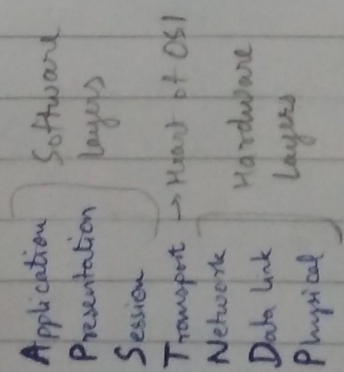 Application
Presentation
Session
Software
Layers
Transport → Heart of OSI
Network
Data Link
Physical
Hardware
Layers